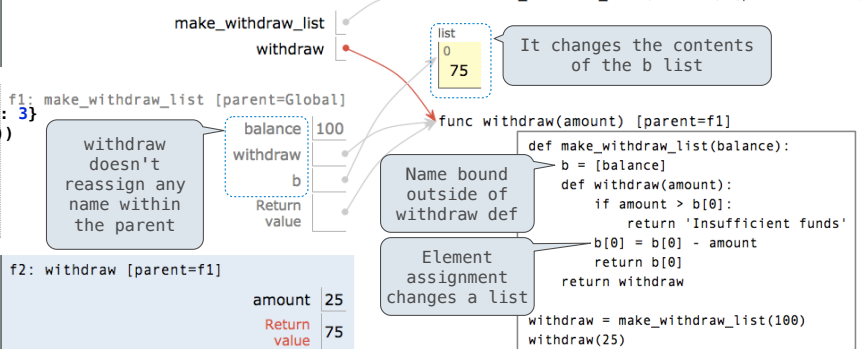 make_withdraw_list
withdraw
list
0
75
It changes the contents
of the b list
f1: make_withdraw_list [parent=Global]
: 3}
))
withdraw
doesn't
reassign any
name within
the parent
balance 100
withdraw
b
Return
value
func withdraw(amount) [parent=f1]
Name bound
outside of
withdraw def
Element
assignment
changes a list
def make_withdraw_list(balance):
    b = [balance]
    def withdraw(amount):
        if amount > b[0]:
            return 'Insufficient funds'
        b[0] = b[0] - amount
        return b[0]
    return withdraw
withdraw = make_withdraw_list(100)
withdraw(25)
f2: withdraw [parent=f1]
amount 25
Return
value 75